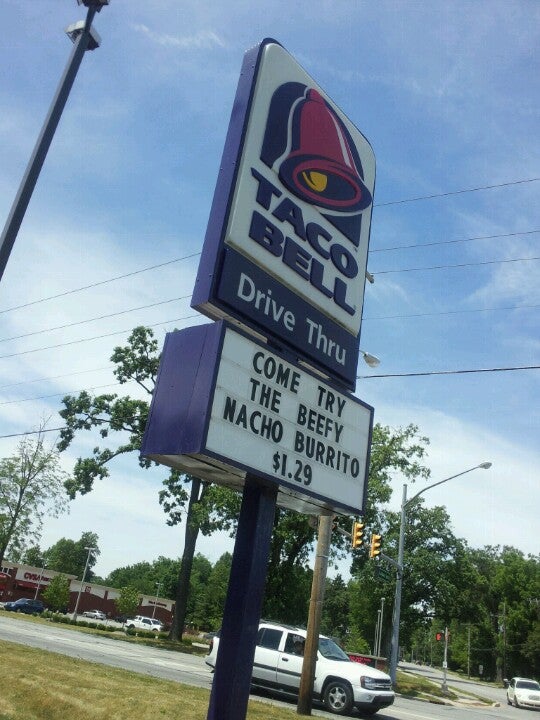 TACO
BELL
Drive Thru
COME TRY
THE BEEFY
NACHO BURRITO
$1.29
CVS